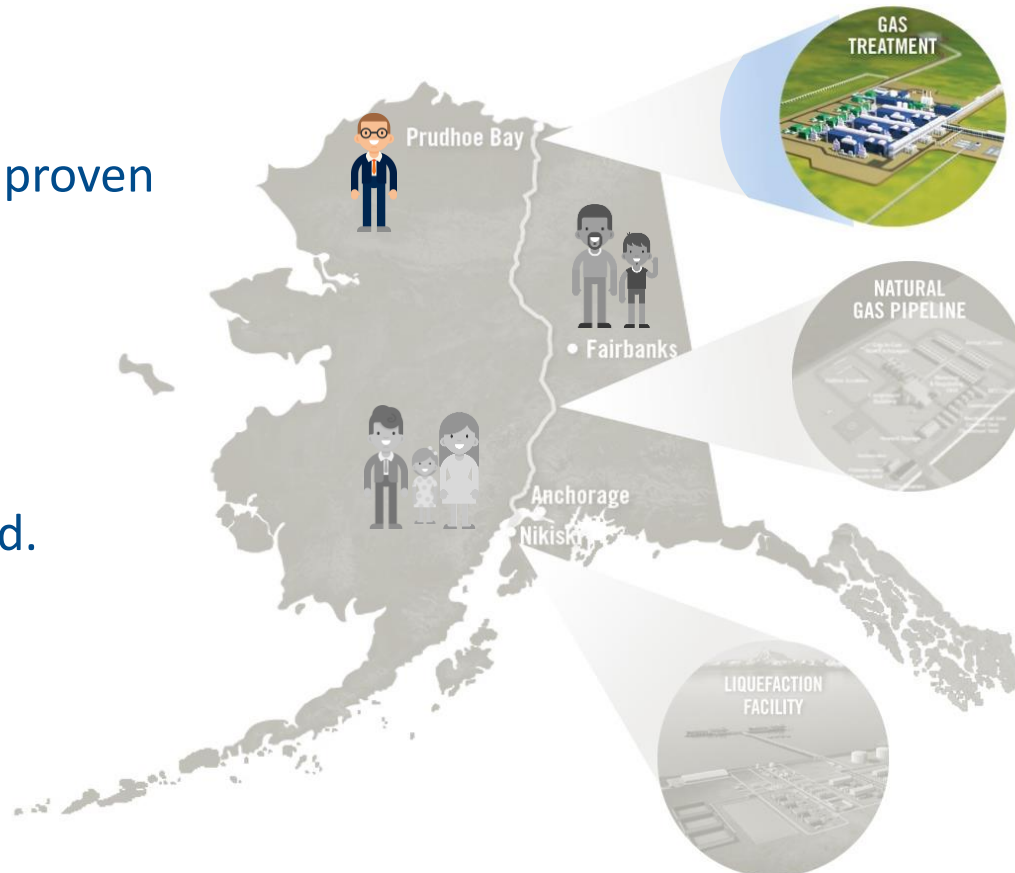 GAS
TREATMENT
Prudhoe Bay
proven
NATURAL
GAS PIPELINE
Fairbanks
Anchorage
Nikiski
d.
LIQUEFACTION
FACILITY